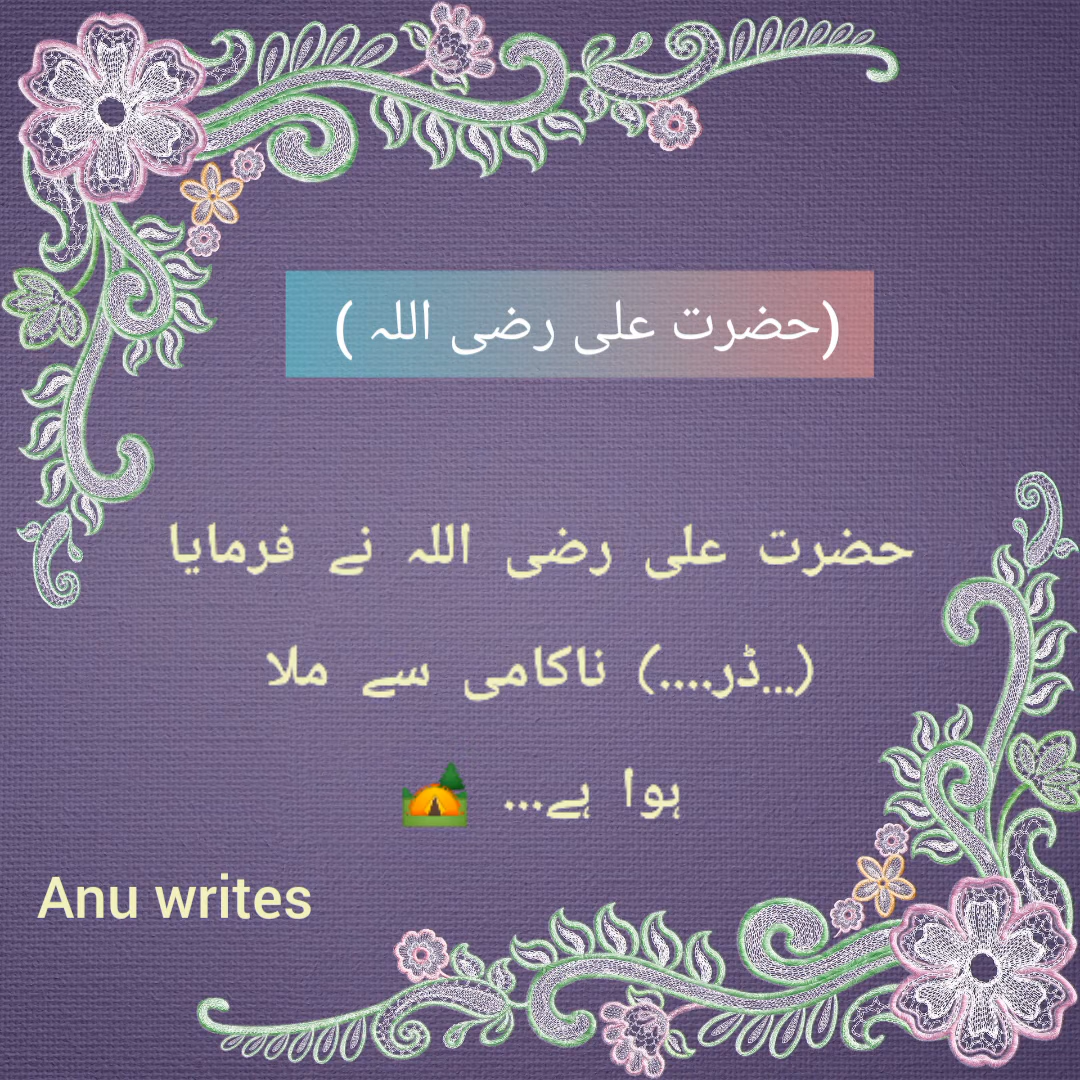 (حضرت علی رضی اللہ )
حضرت علی رضی اللہ نے فرمایا
(...ڈر....) ناکامی سے ملا
ہوا ہے... 🏕
Anu writes